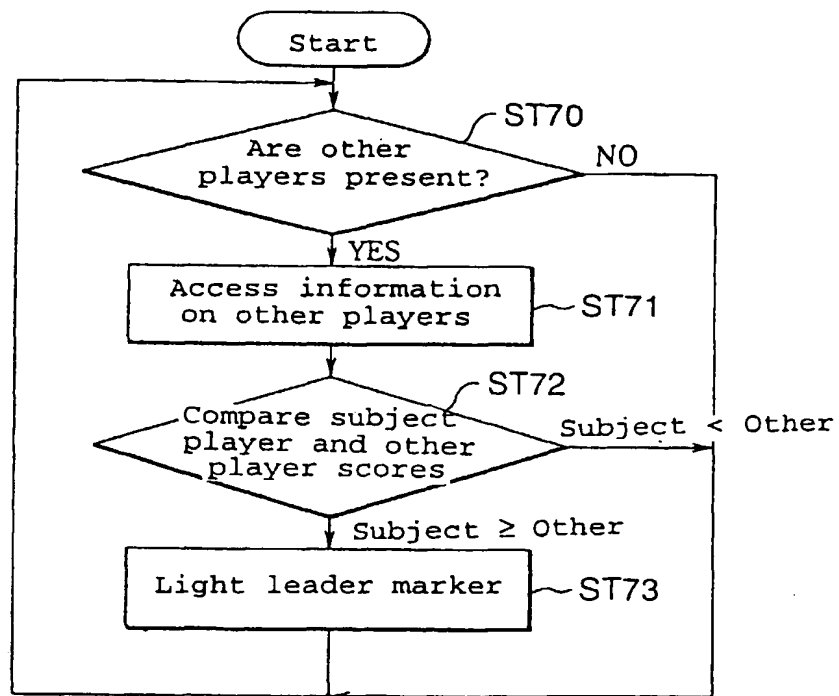 Start
ST70
Are other
players present?
NO
YES
Access information
on other players
ST71
ST72
Compare subject
player and other
player scores
Subject < Other
Subject ≥ Other
Light leader marker
ST73